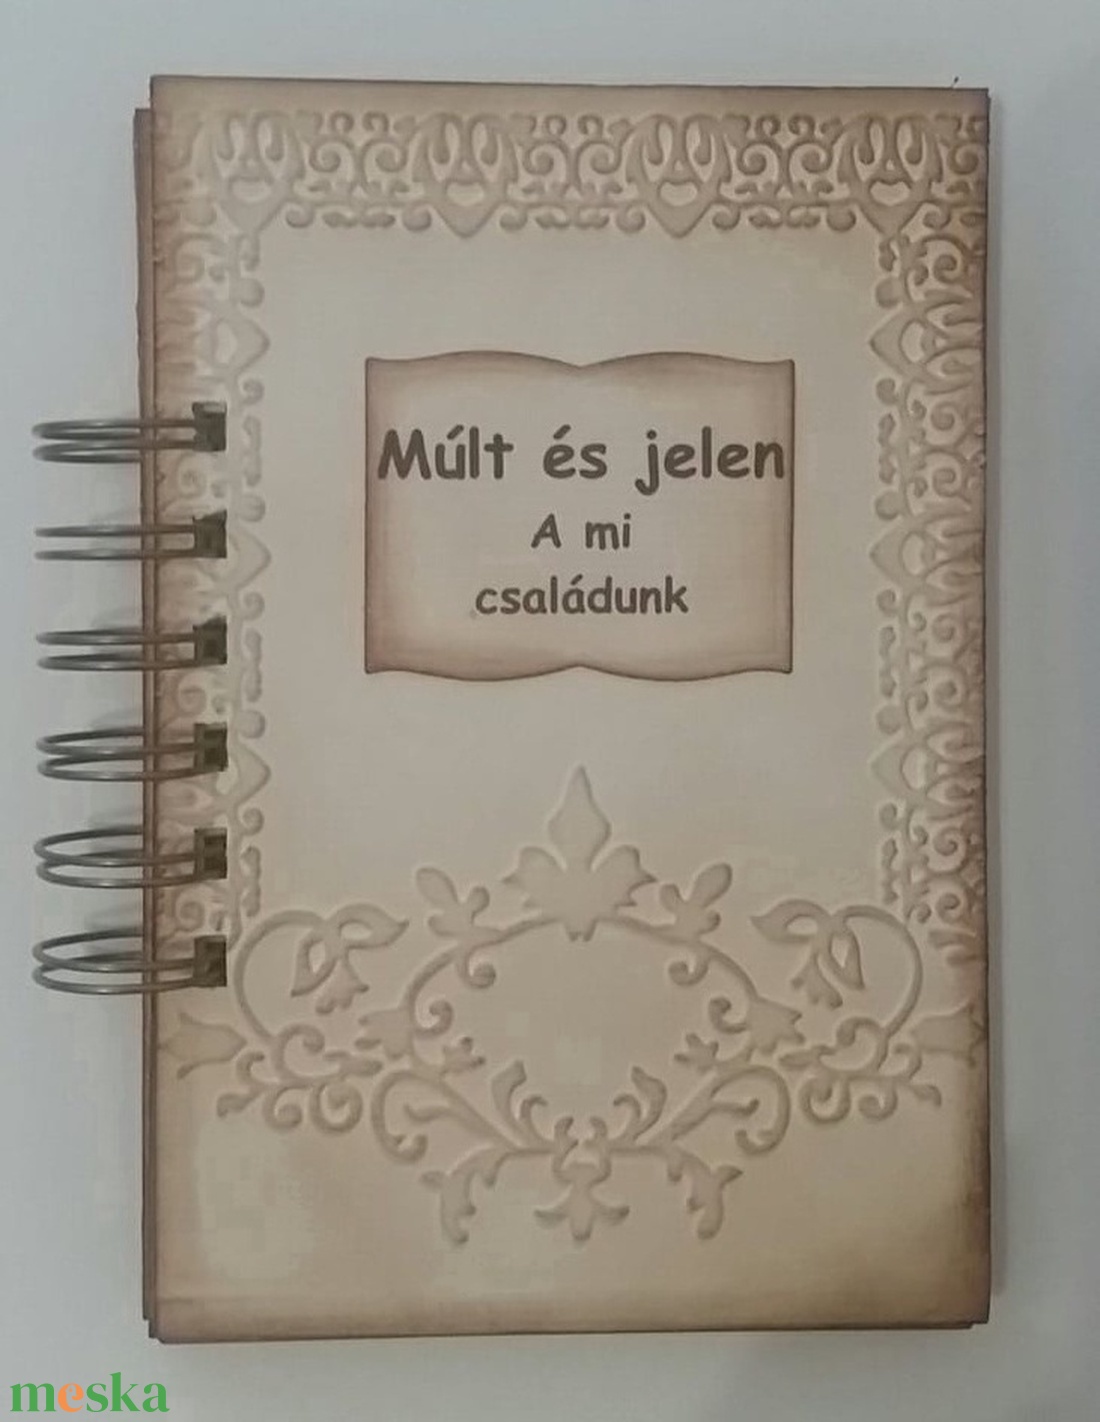 Múlt és jelen
A mi
családunk
meska